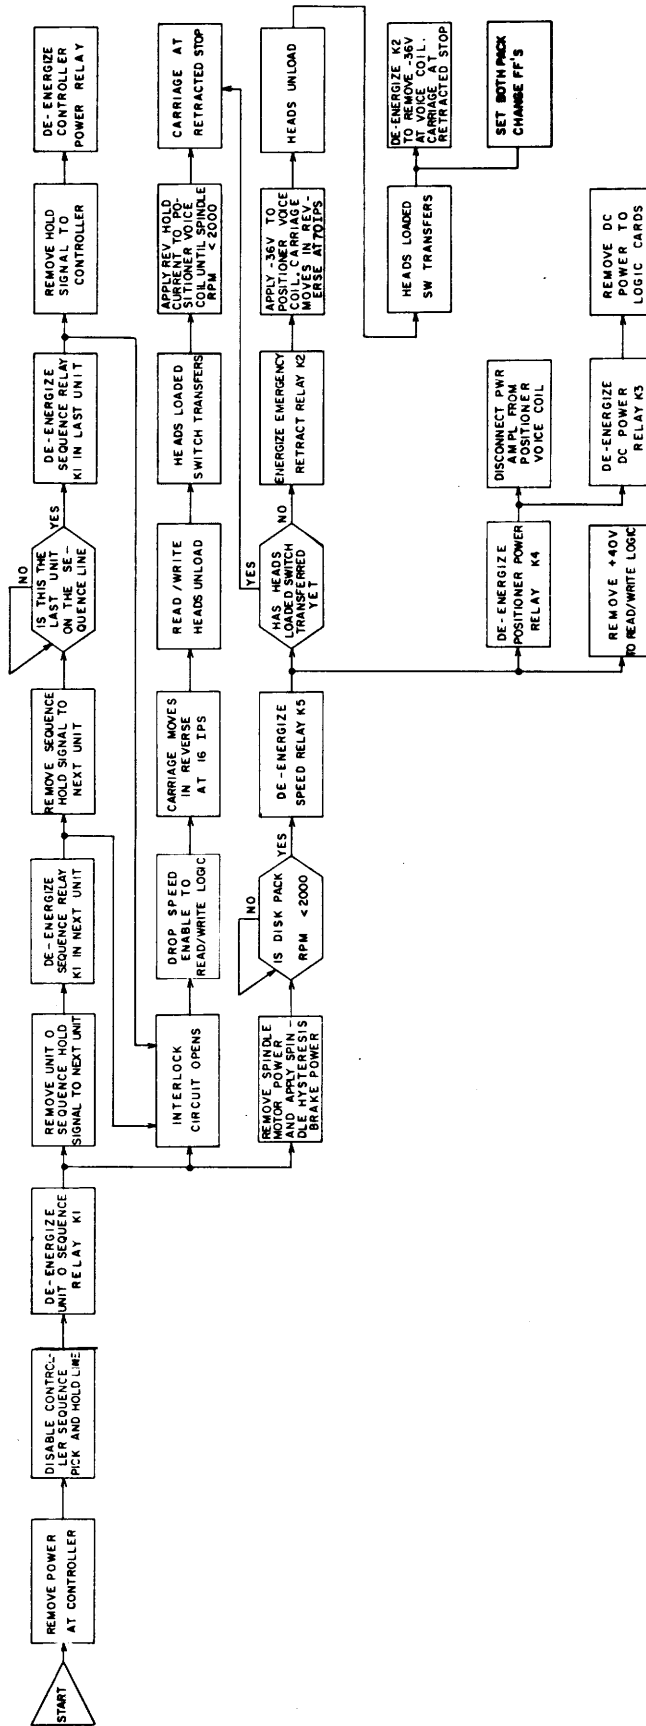 START
REMOVE POWER
AT CONTROLLER
DISABLE CONTROL-
LER SEQUENCE
PICK AND HOLD LINE
DE-ENERGIZE
UNIT O SEQUENCE
RELAY K1
REMOVE UNIT O
SEQUENCE HOLD
SIGNAL TO NEXT UNIT
DE-ENERGIZE
SEQUENCE RELAY
K1 IN NEXT UNIT
REMOVE SEQUENCE
HOLD SIGNAL TO
NEXT UNIT
IS THIS THE
LAST UNIT
ON THE SE-
QUENCE LINE
NO
YES
DE-ENERGIZE
SEQUENCE RELAY
K1 IN LAST UNIT
REMOVE HOLD
SIGNAL TO
CONTROLLER
DE-ENERGIZE
CONTROLLER
POWER RELAY
INTERLOCK
CIRCUIT OPENS
DROP SPEED
ENABLE TO
READ/WRITE LOGIC
CARRIAGE MOVES
IN REVERSE
AT 16 IPS
READ/WRITE
HEADS UNLOAD
HEADS LOADED
SWITCH TRANSFERS
APPLY REV HOLD
CURRENT TO PO-
SITIONER VOICE
COIL UNTIL SPINDLE
RPM < 2000
CARRIAGE AT
RETRACTED STOP
REMOVE SPINDLE
MOTOR POWER
AND APPLY SPIN-
DLE HYSTERESIS
BRAKE POWER
IS DISK PACK
RPM < 2000
NO
YES
DE-ENERGIZE
SPEED RELAY K5
HAS HEADS
LOADED SWITCH
TRANSFERRED
YET
YES
NO
ENERGIZE EMERGENCY
RETRACT RELAY K2
APPLY -36V TO
POSITIONER VOICE
COIL. CARRIAGE
MOVES IN REV-
ERSE AT 70 IPS
HEADS UNLOAD
HEADS LOADED
SW TRANSFERS
DE-ENERGIZE K2
TO REMOVE -36V
AT VOICE COIL.
CARRIAGE AT
RETRACTED STOP
SET BOTH PACK
CHANGE FF'S
DE-ENERGIZE
POSITIONER POWER
RELAY K4
DISCONNECT PWR
AMPL FROM
POSITIONER
VOICE COIL
DE-ENERGIZE
DC POWER
RELAY K3
REMOVE DC
POWER TO
LOGIC CARDS
REMOVE +40V
TO READ/WRITE LOGIC